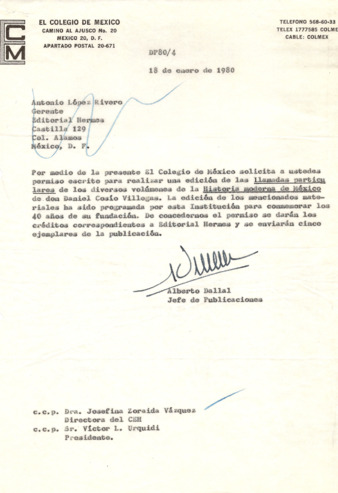 EL COLEGIO DE MEXICO
CAMINO AL AJUSCO No. 20
MEXICO 20, D. F.
APARTADO POSTAL 20-671
TELEFONO 568-60-33
TELEX 1777585 COLME
CABLE: COLMEX
CM
DP80/4
18 de enero de 1980
Antonio López Rivero
Gerente
Editorial Hermes
Castilla 129
Col. Alamos
México, D. F.
Por medio de la presente El Colegio de México solicita a ustedes
permiso escrito para realizar una edición de las Llamadas particu
lares de los diversos volúmenes de la Historia moderna de México
de don Daniel Cosío Villegas. La edición de los mencionados mate-
riales ha sido programada por esta Institución para conmemorar los
40 años de su fundación. De concedernos el permiso se darán los
créditos correspondientes a Editorial Hermes y se enviarán cinco
ejemplares de la publicación.
Alberto Dallal
Jefe de Publicaciones
c.c.p. Dra. Josefina Zoraida Vázquez
Directora del CEH
c.c.p. Sr. Víctor L. Urquidi
Presidente.